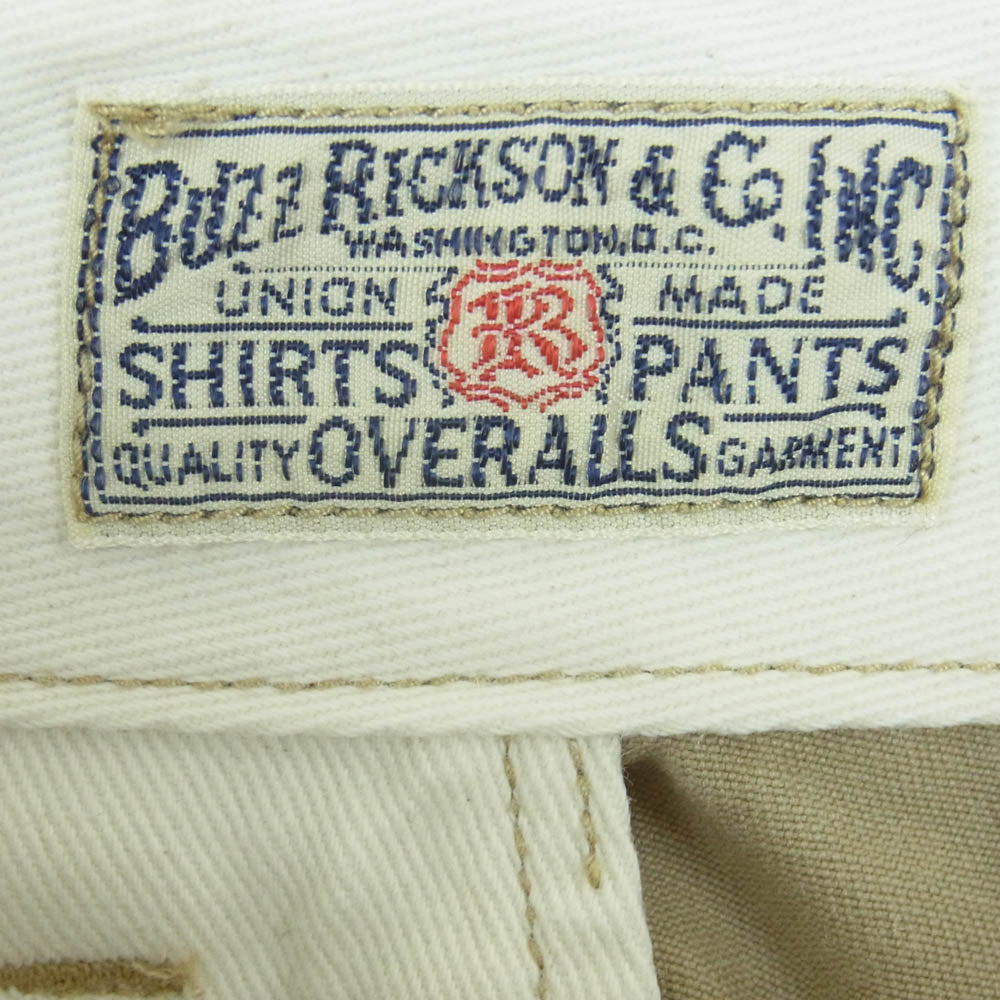 BUZZ RICKSON & CO. INC.
WASHINGTON, D.C.
UNION MADE
SHIRTS R PANTS
QUALITY OVERALLS GARMENT